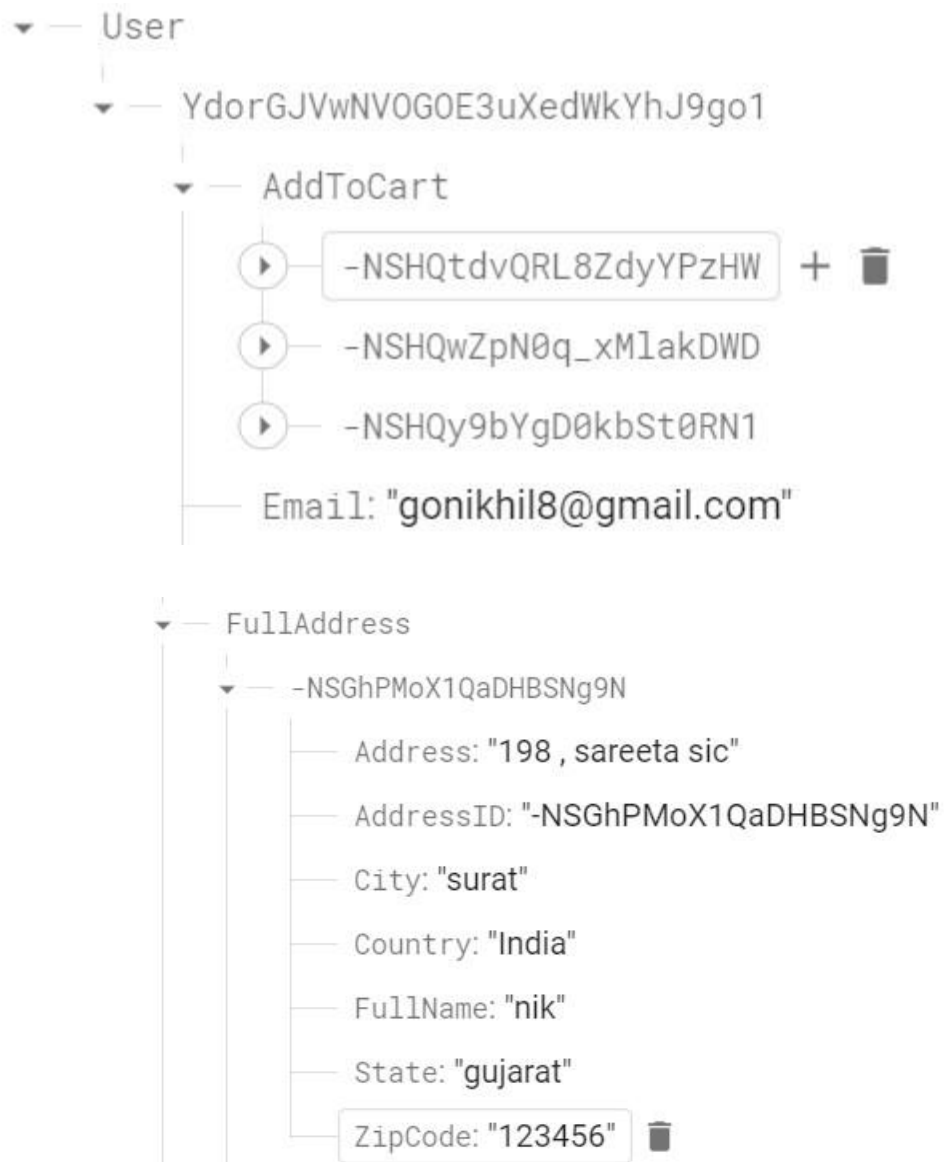 User
YdorGJVwNVOGOE3uXedWkYhJ9go1
AddToCart
-NSHQtdvQRL8ZdyYPzHW
-NSHQwZpN0q_xMlakDWD
-NSHQy9bYgD0kbSt0RN1
Email: "gonikhil8@gmail.com"
FullAddress
-NSGhPMoX1QaDHBSNg9N
Address: "198 , sareeta sic"
AddressID: "-NSGhPMoX1QaDHBSNg9N"
City: "surat"
Country: "India"
FullName: "nik"
State: "gujarat"
ZipCode: "123456"